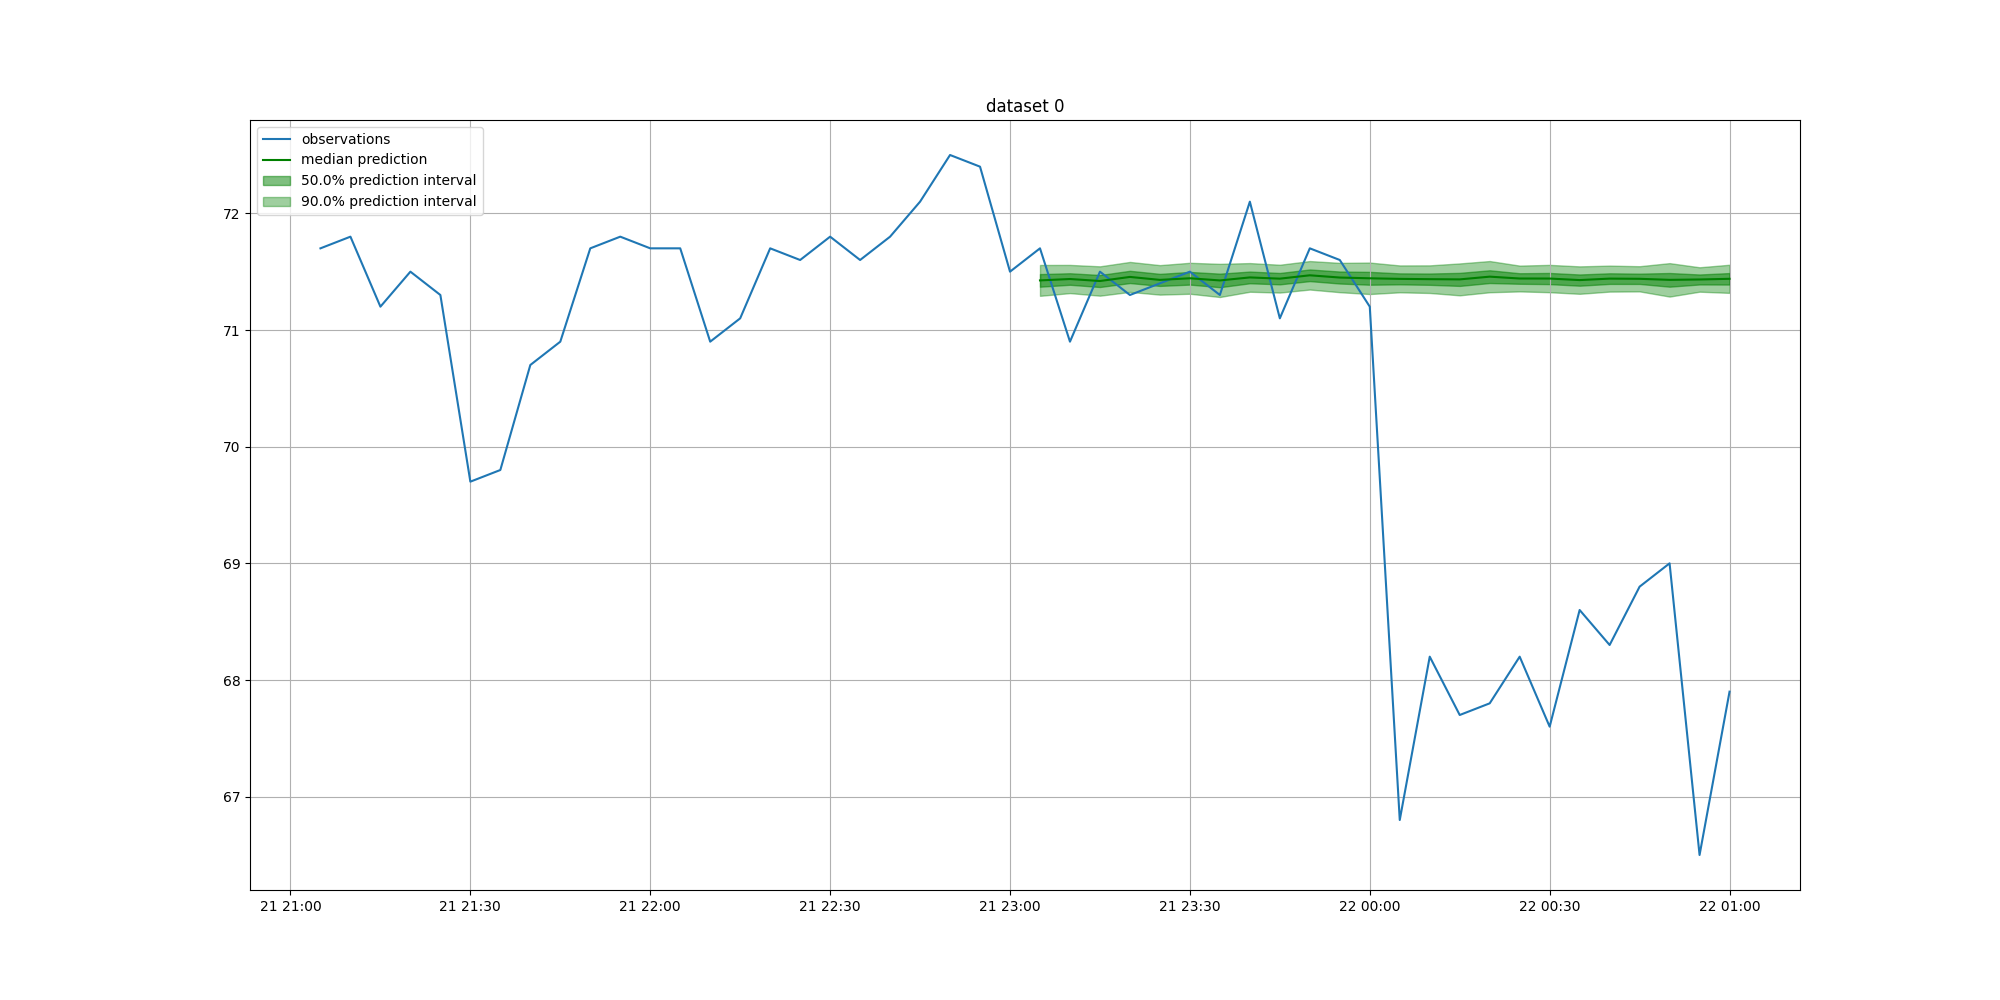 dataset 0
observations
median prediction
50.0% prediction interval
90.0% prediction interval
72
71
70
69
68
67
21 21:00 21 21:30 21 22:00 21 22:30 21 23:00 21 23:30 22 00:00 22 00:30 22 01:00